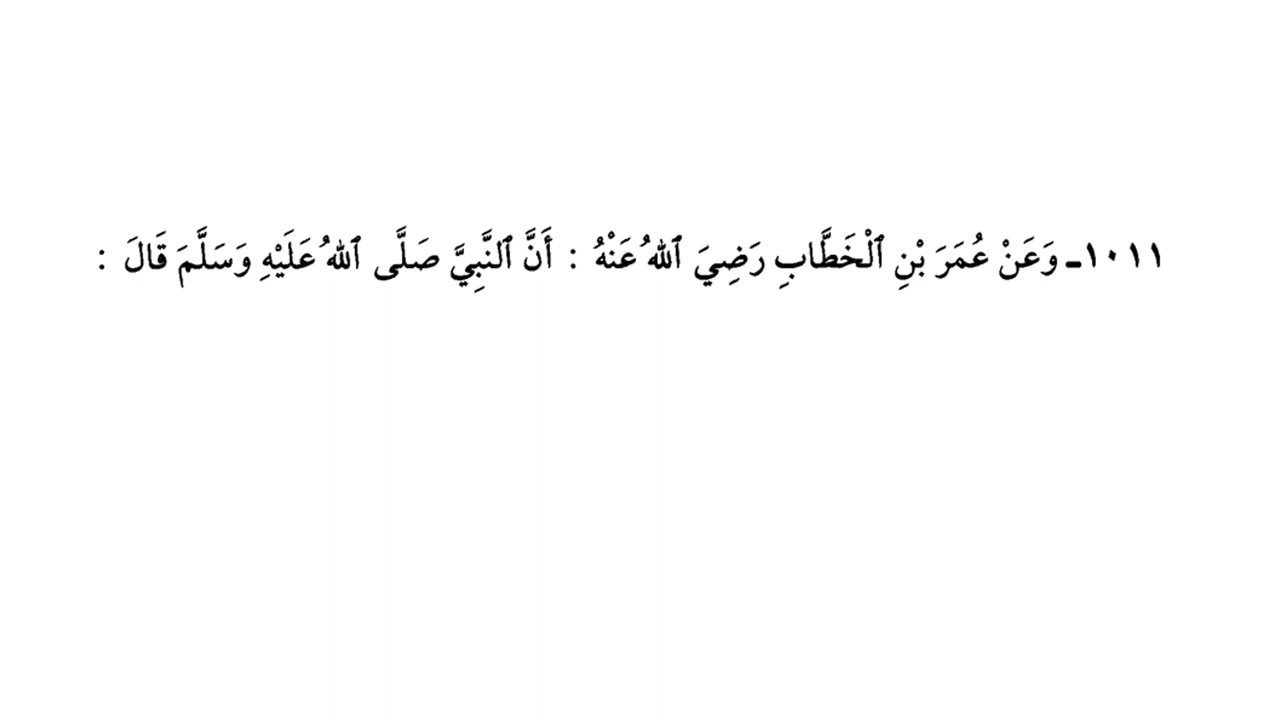 ١٠١١ـ وَعَنْ عُمَرَ بْنِ ٱلْخَطَّابِ رَضِيَ ٱللهُ عَنْهُ : أَنَّ ٱلنَّبِيَّ صَلَّى ٱللهُ عَلَيْهِ وَسَلَّمَ قَالَ :